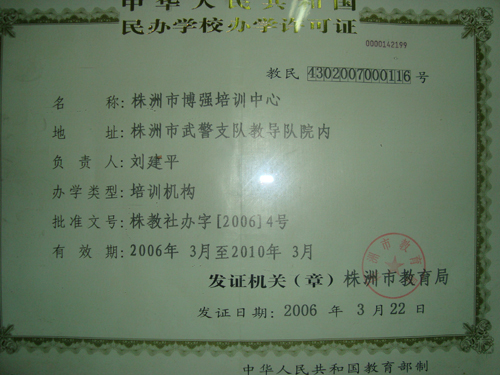 中华人民共和国
民办学校办学许可证
0000142199
教民 4302007000116 号
名 称: 株洲市博强培训中心
地 址: 株洲市武警支队教导队院内
负 责 人: 刘建平
办学类型: 培训机构
批准文号: 株教社办字[2006]4号
有 效 期: 2006年 3月至2010年 3月
洲市教育
发证机关(章) 株洲市教育局
发证日期: 2006 年 3 月 22 日
中华人民共和国教育部制